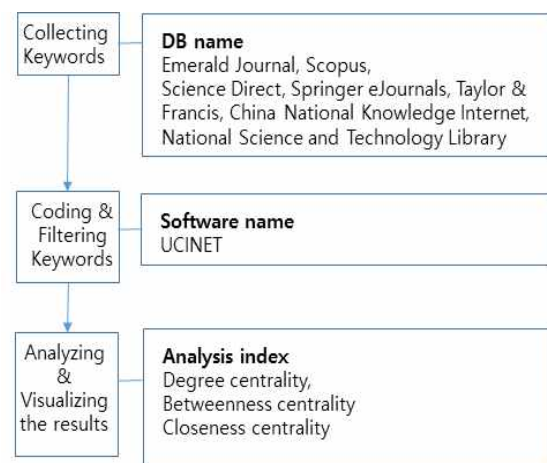 Collecting
Keywords
DB name
Emerald Journal, Scopus,
Science Direct, Springer eJournals, Taylor &
Francis, China National Knowledge Internet,
National Science and Technology Library
Coding &
Filtering
Keywords
Software name
UCINET
Analyzing
&
Visualizing
the results
Analysis index
Degree centrality,
Betweenness centrality
Closeness centrality